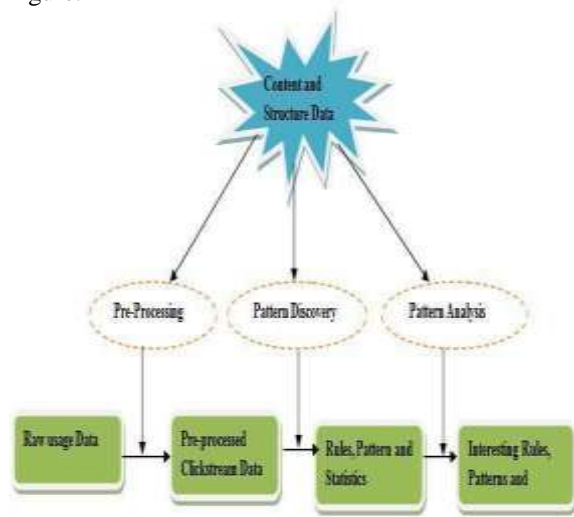 Content and
Structure Data
Pre-Processing
Pattern Discovery
Pattern Analysis
Raw usage Data
Pre-processed
Clickstream Data
Rules, Pattern and
Statistics
Interesting Rules,
Patterns and